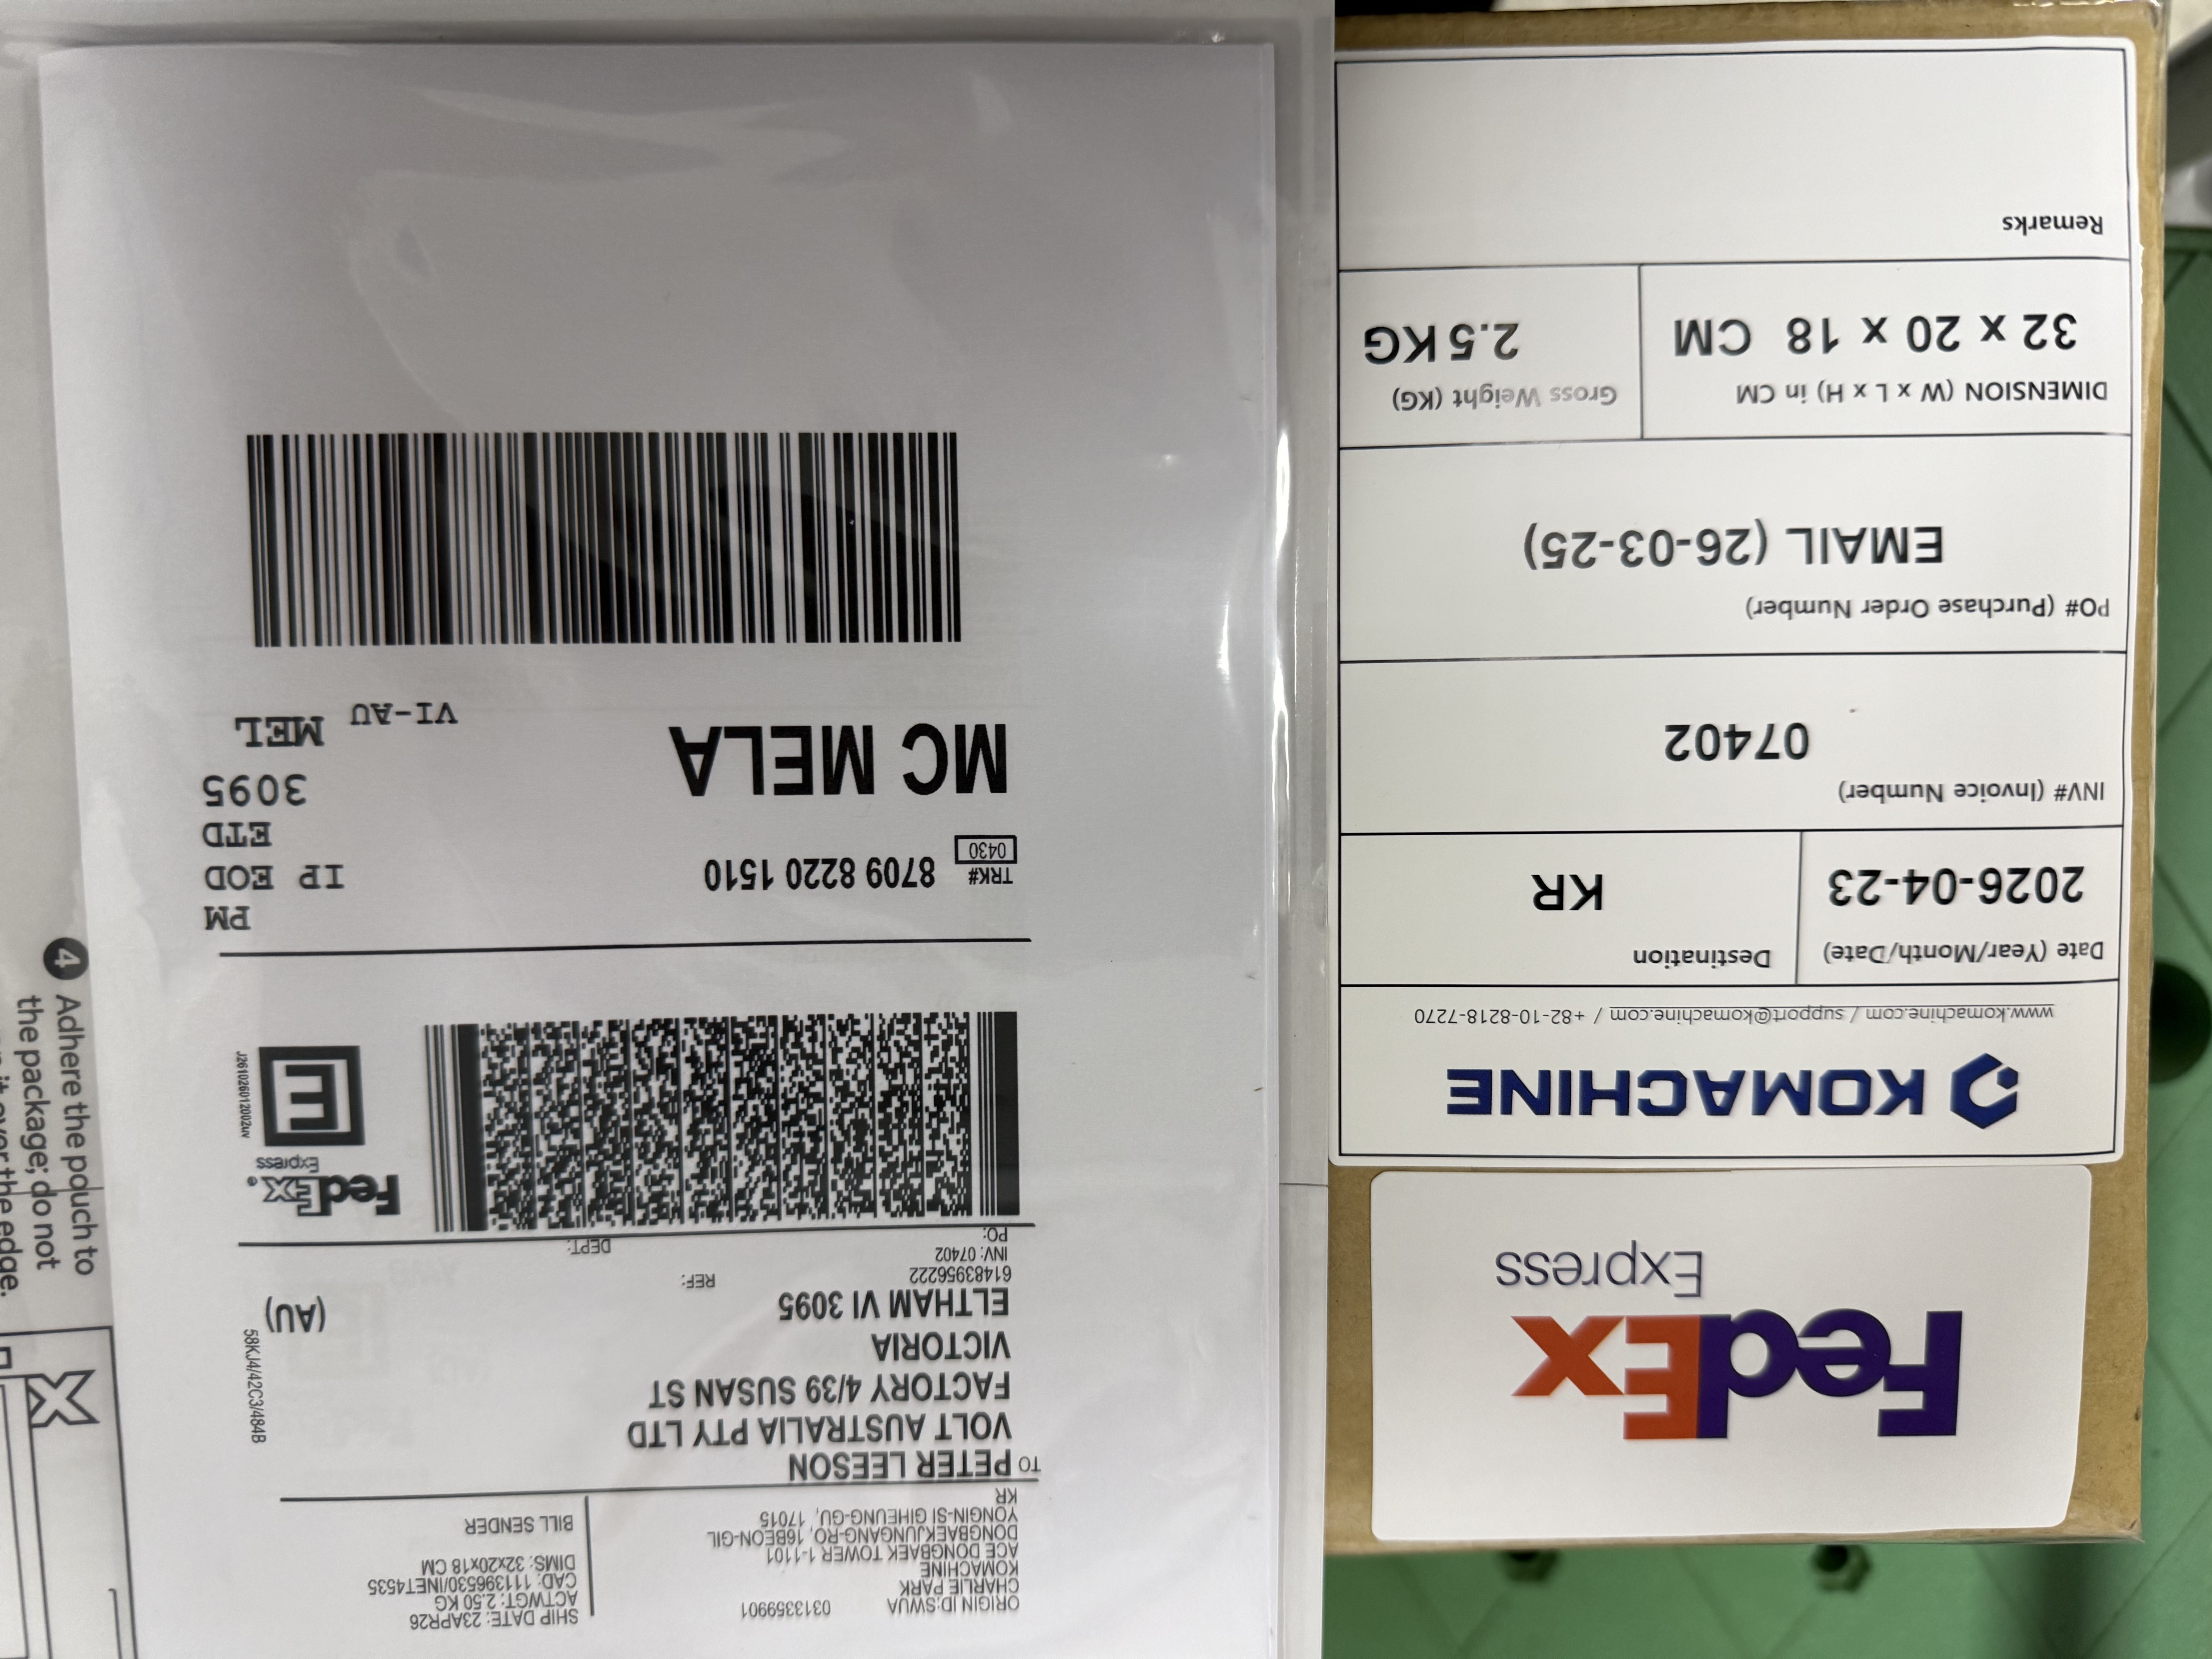 ORIGIN ID:SWUA 0313359901
CHARLIE PARK
KOMACHINE
ACE DONGBAEK TOWER 1-1101
DONGBAEKJUNGANG-RO, 16BEON-GIL
YONGIN-SI GIHEUNG-GU, 17015
KR
SHIP DATE: 23APR26
ACTWGT: 2.50 KG
CAD: 111396530/INET4535
DIMS: 32x20x18 CM
BILL SENDER
TO PETER LEESON
VOLT AUSTRALIA PTY LTD
FACTORY 4/39 SUSAN ST
VICTORIA
ELTHAM VI 3095
(AU)
61483956222
REF:
INV: 07402
PO:
DEPT:
58KJ4/42C3/484B
FedEx®
Express
E
J261026012002uv
TRK# 8709 8220 1510
0430
PM
IP EOD
ETD
3095
MC MELA
VI-AU MEL
4 Adhere the pouch to
the package; do not
the edge.
X
FedEx
Express
KOMACHINE
www.komachine.com / support@komachine.com / +82-10-8218-7270
Date (Year/Month/Date)
2026-04-23
Destination
KR
INV# (Invoice Number)
07402
PO# (Purchase Order Number)
EMAIL (26-03-25)
DIMENSION (W x L x H) in CM
32 x 20 x 18 CM
Gross Weight (KG)
2.5 KG
Remarks